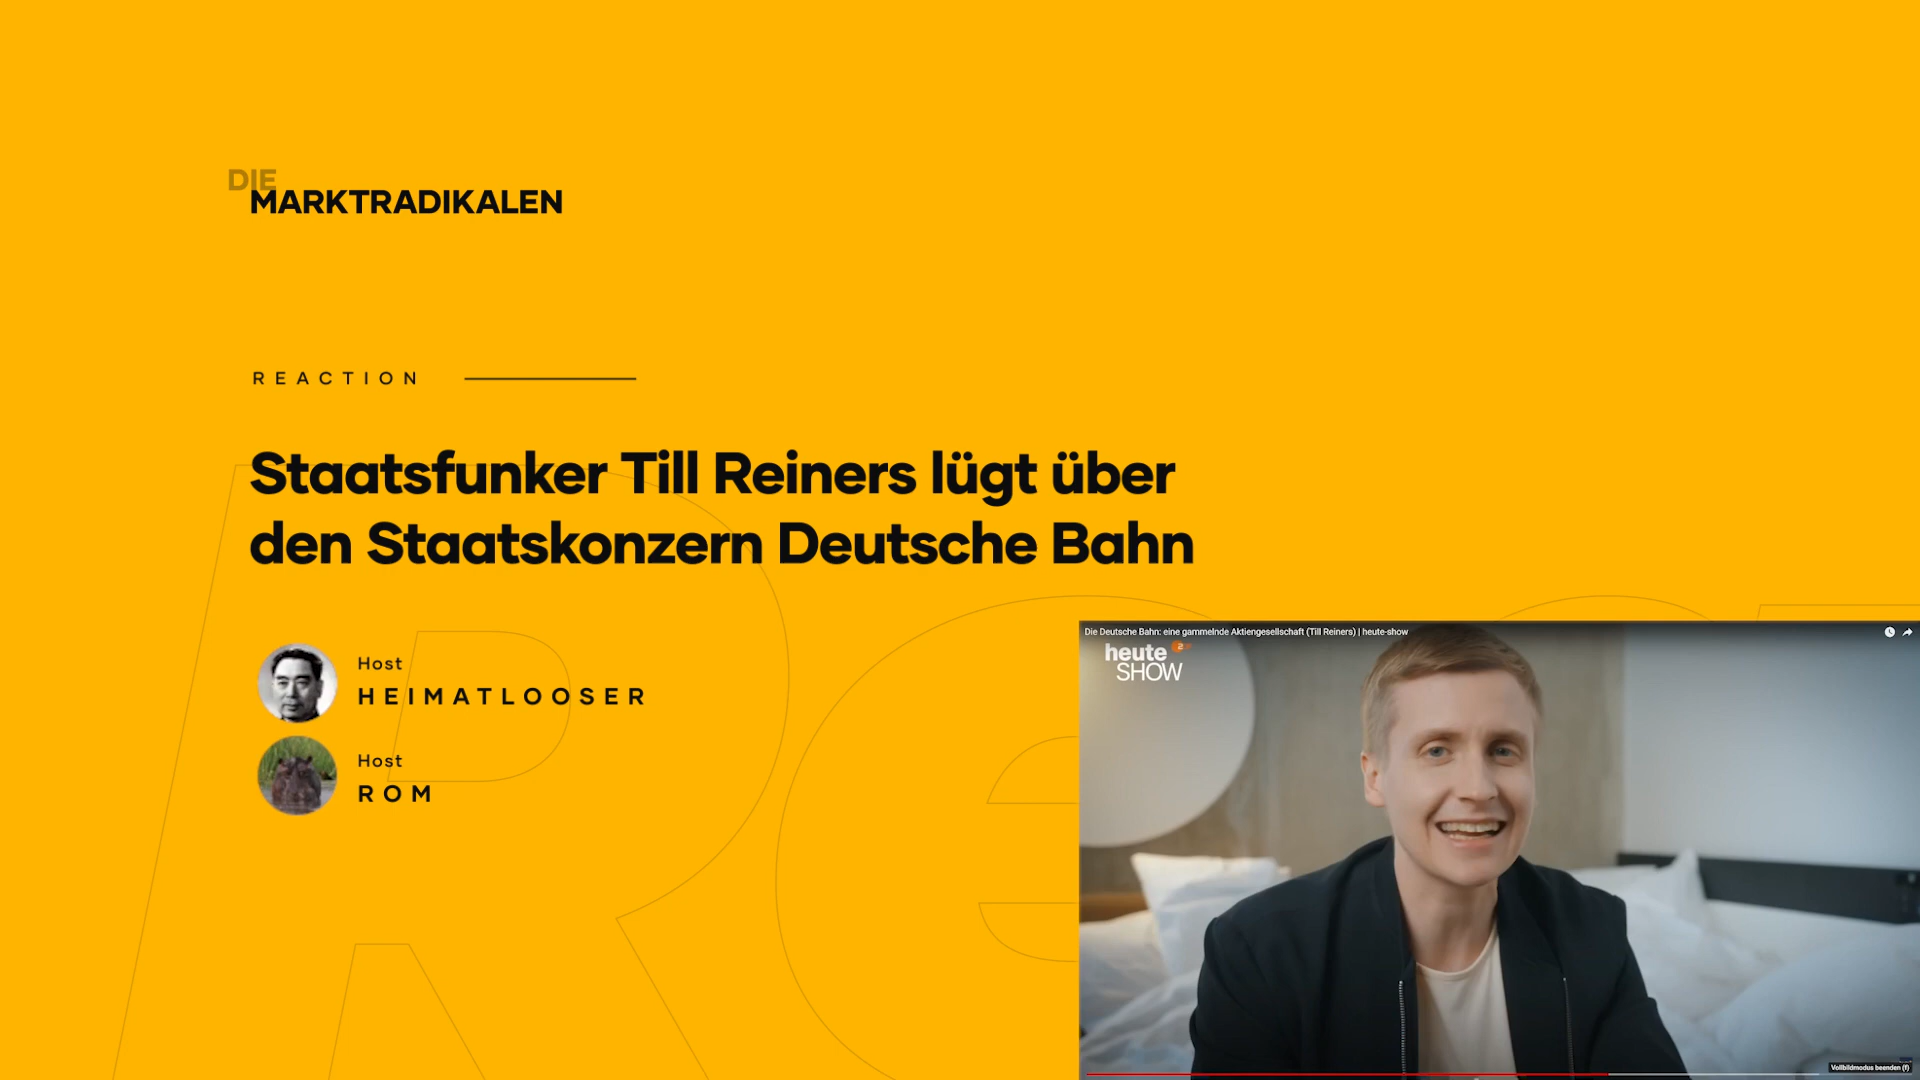 DIE
MARKTRADIKALEN
REACTION
Staatsfunker Till Reiners lügt über
den Staatskonzern Deutsche Bahn
Host
HEIMATLOOSER
Host
ROM
Die Deutsche Bahn: eine gammelnde Aktiengesellschaft (Till Reiners) | heute-show
heute
SHOW
Vollbildmodus beenden (f)